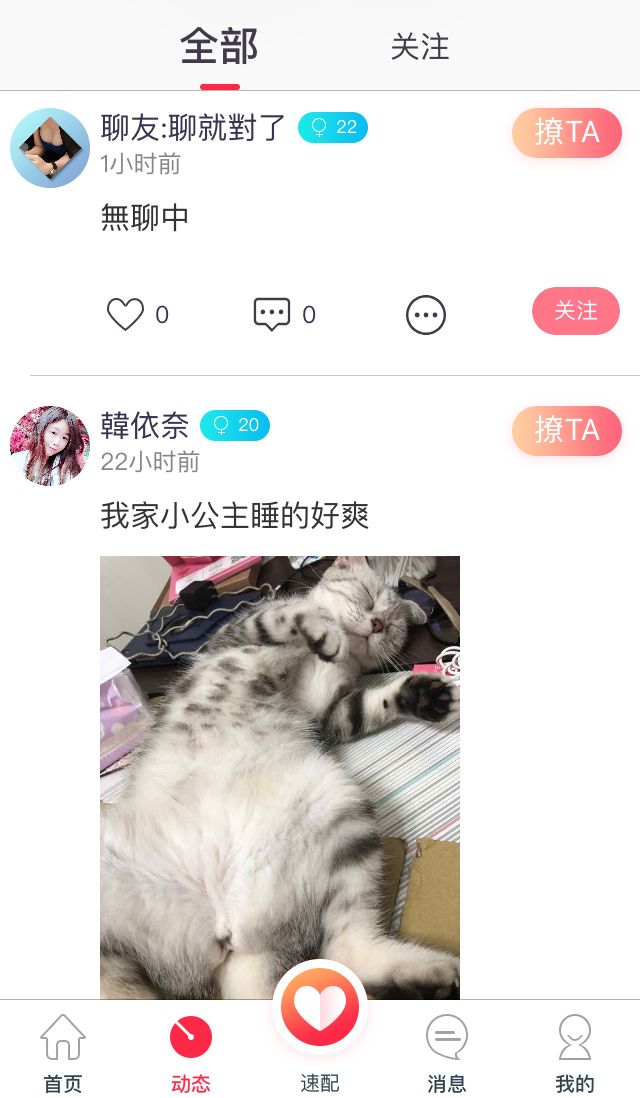 全部
关注
聊友:聊就對了 22
撩TA
1小时前
無聊中
0
0
关注
韓依奈 20
撩TA
22小时前
我家小公主睡的好爽
首页
动态
速配
消息
我的